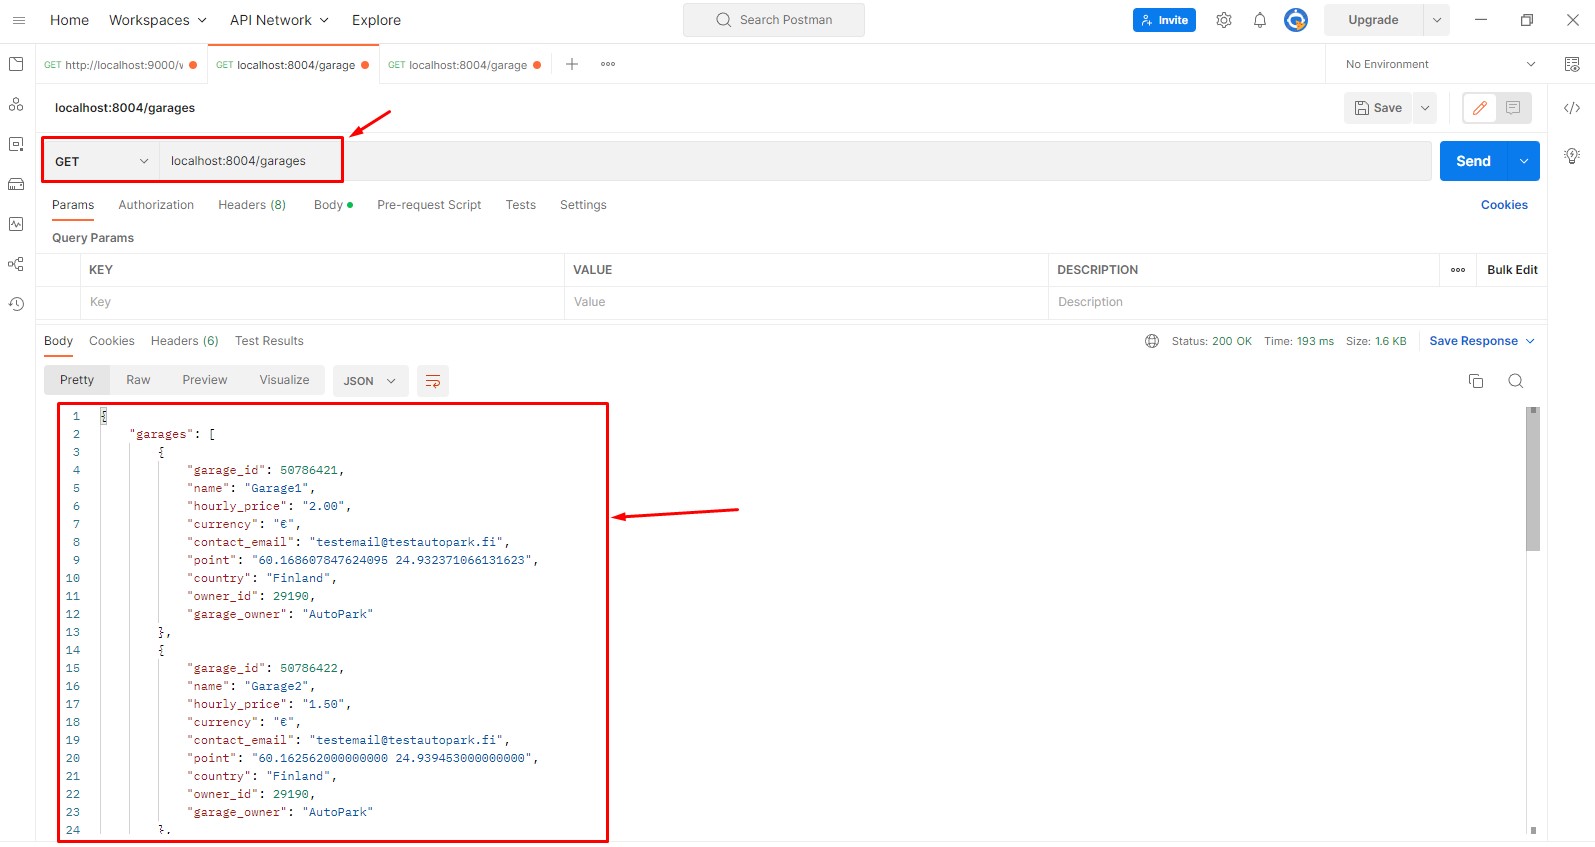 Home Workspaces API Network Explore Search Postman Invite Upgrade
GET http://localhost:9000/v GET localhost:8004/garage GET localhost:8004/garage No Environment
localhost:8004/garages Save
GET localhost:8004/garages Send
Params Authorization Headers (8) Body Pre-request Script Tests Settings Cookies
Query Params
KEY VALUE DESCRIPTION Bulk Edit
Key Value Description
Body Cookies Headers (6) Test Results Status: 200 OK Time: 193 ms Size: 1.6 KB Save Response
Pretty Raw Preview Visualize JSON
1 {
2 "garages": [
3 {
4 "garage_id": 50786421,
5 "name": "Garage1",
6 "hourly_price": "2.00",
7 "currency": "€",
8 "contact_email": "testemail@testautopark.fi",
9 "point": "60.168607847624095 24.932371066131623",
10 "country": "Finland",
11 "owner_id": 29190,
12 "garage_owner": "AutoPark"
13 },
14 {
15 "garage_id": 50786422,
16 "name": "Garage2",
17 "hourly_price": "1.50",
18 "currency": "€",
19 "contact_email": "testemail@testautopark.fi",
20 "point": "60.162562000000000 24.939453000000000",
21 "country": "Finland",
22 "owner_id": 29190,
23 "garage_owner": "AutoPark"
24 },